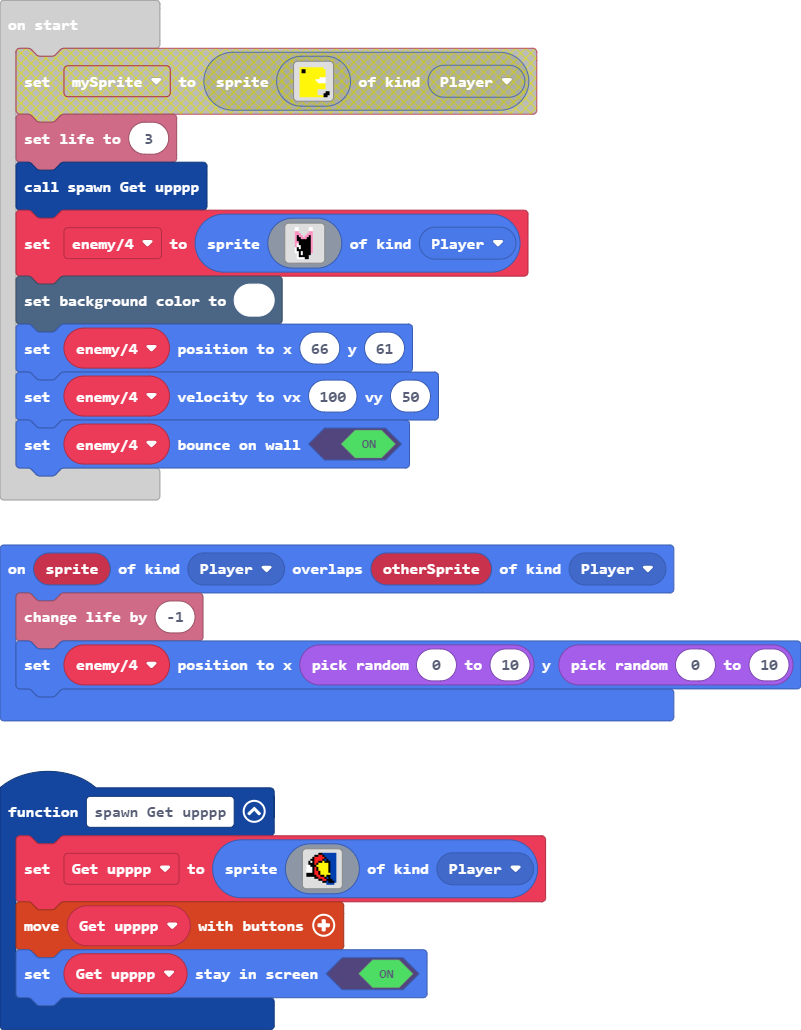 on start
set mySprite to sprite of kind Player
set life to 3
call spawn Get upppp
set enemy/4 to sprite of kind Player
set background color to
set enemy/4 position to x 66 y 61
set enemy/4 velocity to vx 100 vy 50
set enemy/4 bounce on wall ON
on sprite of kind Player overlaps otherSprite of kind Player
change life by -1
set enemy/4 position to x pick random 0 to 10 y pick random 0 to 10
function spawn Get upppp
set Get upppp to sprite of kind Player
move Get upppp with buttons
set Get upppp stay in screen ON